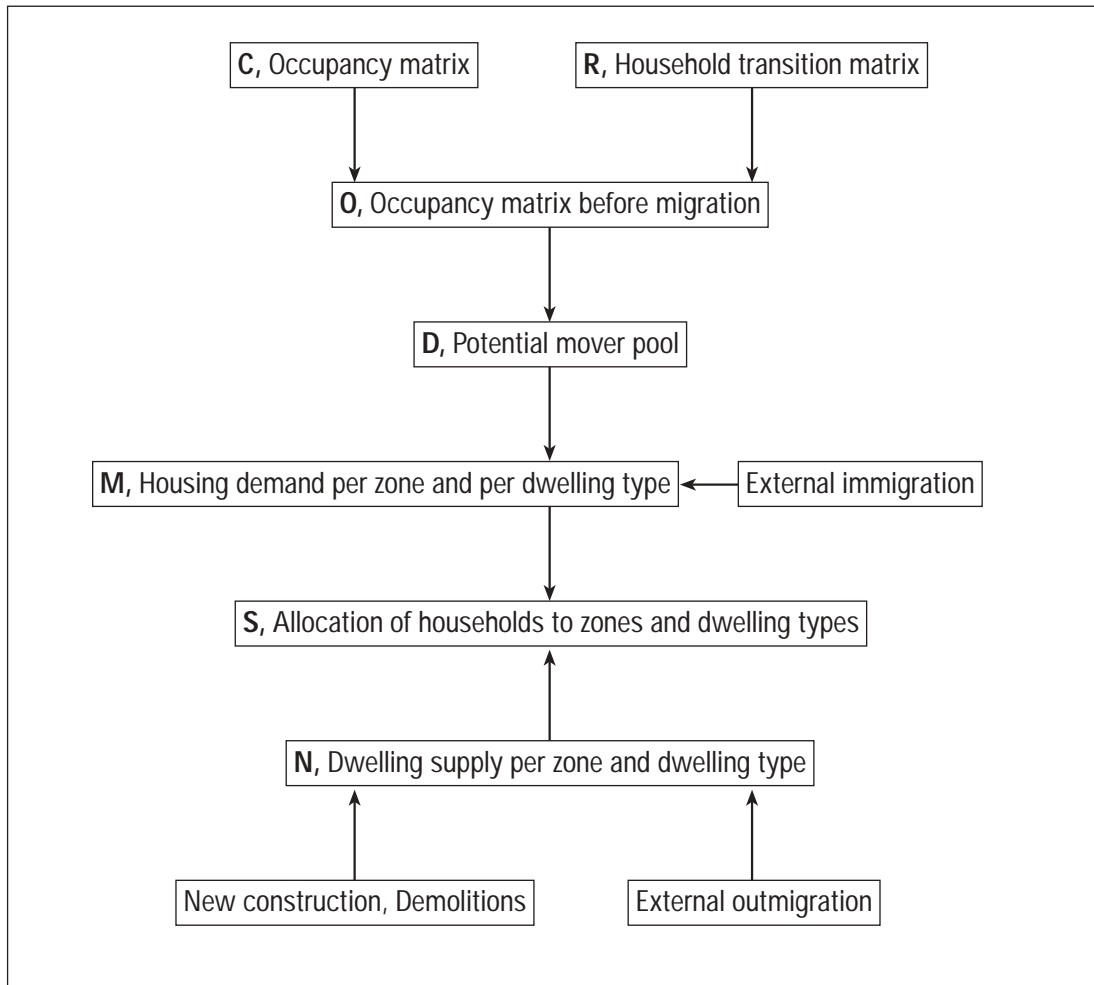 C, Occupancy matrix
R, Household transition matrix
O, Occupancy matrix before migration
D, Potential mover pool
M, Housing demand per zone and per dwelling type
External immigration
S, Allocation of households to zones and dwelling types
N, Dwelling supply per zone and dwelling type
New construction, Demolitions
External outmigration